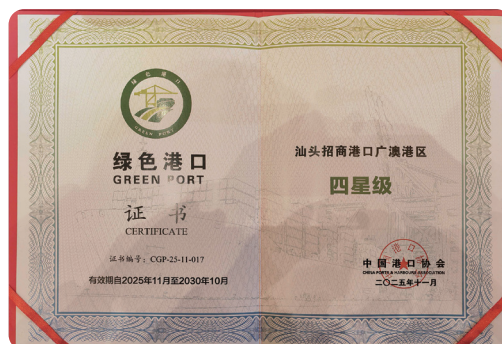 绿色港口
GREEN PORT
绿色港口
GREEN PORT
证 书
CERTIFICATE
证书编号：CGP-25-11-017
有效期自2025年11月至2030年10月
汕头招商港口广澳港区
四星级
中国港口协会
CHINA PORTS & HARBOURS ASSOCIATION
二〇二五年十一月